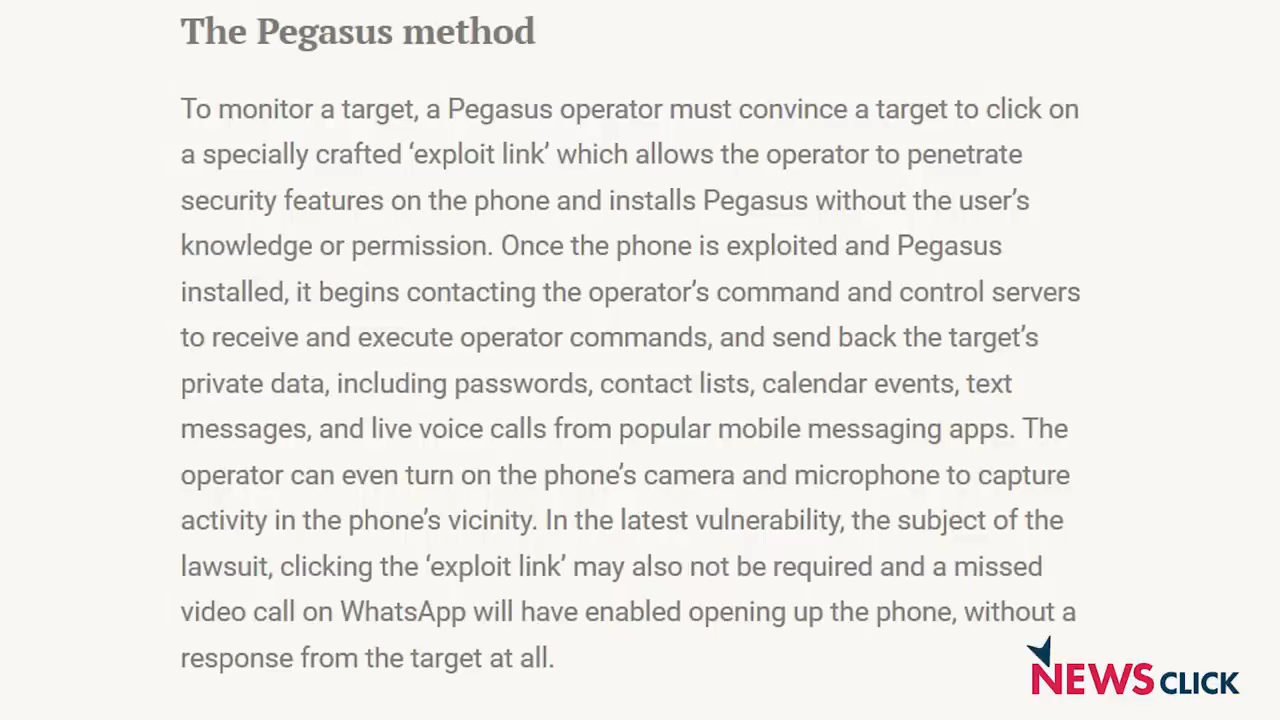 The Pegasus method
To monitor a target, a Pegasus operator must convince a target to click on
a specially crafted ‘exploit link’ which allows the operator to penetrate
security features on the phone and installs Pegasus without the user’s
knowledge or permission. Once the phone is exploited and Pegasus
installed, it begins contacting the operator’s command and control servers
to receive and execute operator commands, and send back the target’s
private data, including passwords, contact lists, calendar events, text
messages, and live voice calls from popular mobile messaging apps. The
operator can even turn on the phone’s camera and microphone to capture
activity in the phone’s vicinity. In the latest vulnerability, the subject of the
lawsuit, clicking the ‘exploit link’ may also not be required and a missed
video call on WhatsApp will have enabled opening up the phone, without a
response from the target at all.
NEWS CLICK